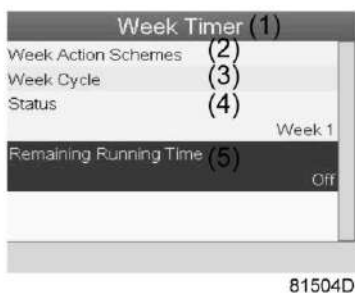 Week Timer (1)
Week Action Schemes (2)
Week Cycle (3)
Status (4)
Week 1
Remaining Running Time (5)
Off
81504D